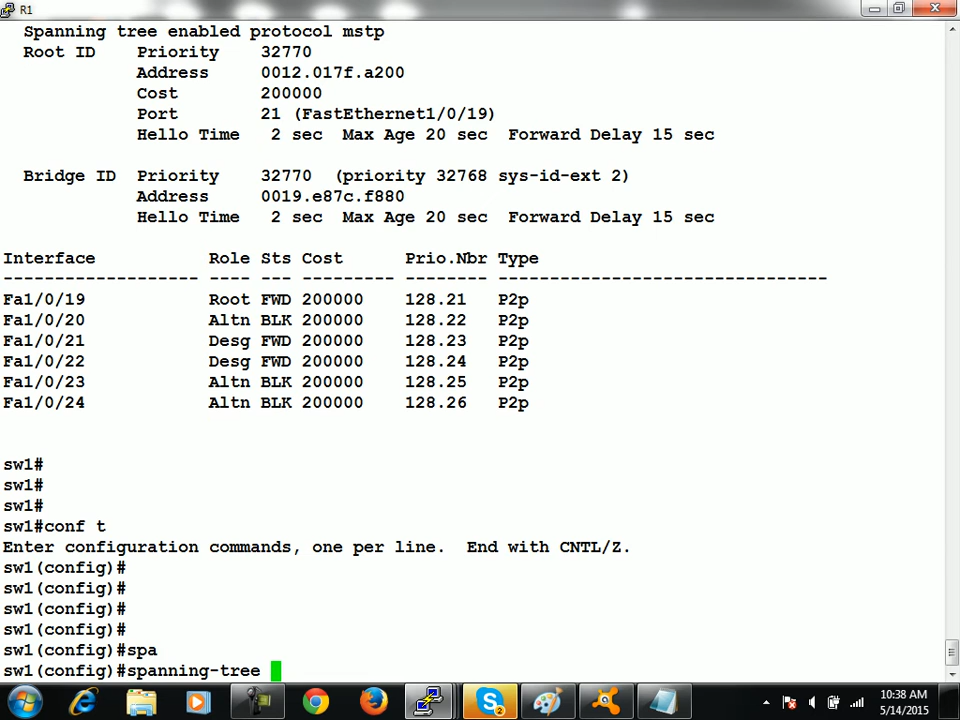 R1
Spanning tree enabled protocol mstp
Root ID    Priority    32770
Address     0012.017f.a200
Cost        200000
Port        21 (FastEthernet1/0/19)
Hello Time   2 sec  Max Age 20 sec  Forward Delay 15 sec
Bridge ID  Priority    32770  (priority 32768 sys-id-ext 2)
Address     0019.e87c.f880
Hello Time   2 sec  Max Age 20 sec  Forward Delay 15 sec
Interface           Role Sts Cost      Prio.Nbr Type
------------------- ---- --- --------- -------- --------------------------------
Fa1/0/19            Root FWD 200000    128.21   P2p
Fa1/0/20            Altn BLK 200000    128.22   P2p
Fa1/0/21            Desg FWD 200000    128.23   P2p
Fa1/0/22            Desg FWD 200000    128.24   P2p
Fa1/0/23            Altn BLK 200000    128.25   P2p
Fa1/0/24            Altn BLK 200000    128.26   P2p
sw1#
sw1#
sw1#
sw1#conf t
Enter configuration commands, one per line.  End with CNTL/Z.
sw1(config)#
sw1(config)#
sw1(config)#
sw1(config)#
sw1(config)#spa
sw1(config)#spanning-tree
2
10:38 AM
5/14/2015